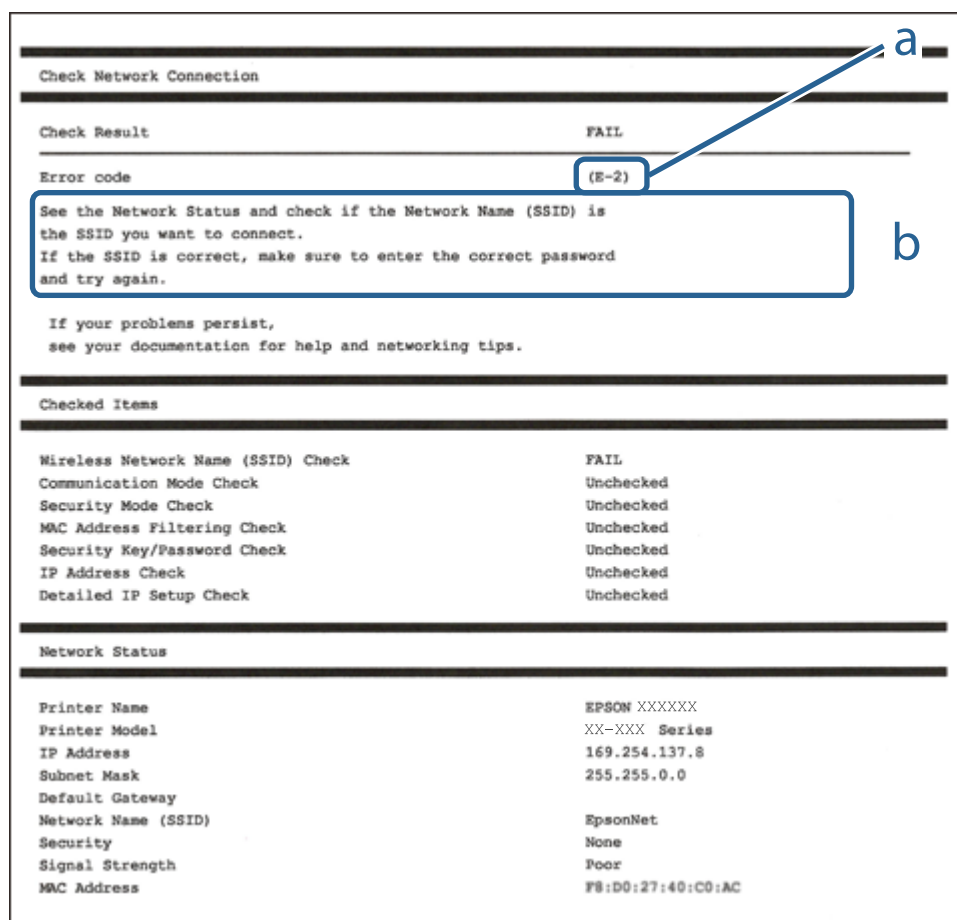 a
Check Network Connection
Check Result FAIL
Error code (E-2)
See the Network Status and check if the Network Name (SSID) is
the SSID you want to connect.
If the SSID is correct, make sure to enter the correct password
and try again.
b
If your problems persist,
see your documentation for help and networking tips.
Checked Items
Wireless Network Name (SSID) Check FAIL
Communication Mode Check Unchecked
Security Mode Check Unchecked
MAC Address Filtering Check Unchecked
Security Key/Password Check Unchecked
IP Address Check Unchecked
Detailed IP Setup Check Unchecked
Network Status
Printer Name EPSON XXXXXX
Printer Model XX-XXX Series
IP Address 169.254.137.8
Subnet Mask 255.255.0.0
Default Gateway
Network Name (SSID) EpsonNet
Security None
Signal Strength Poor
MAC Address F8:D0:27:40:C0:AC